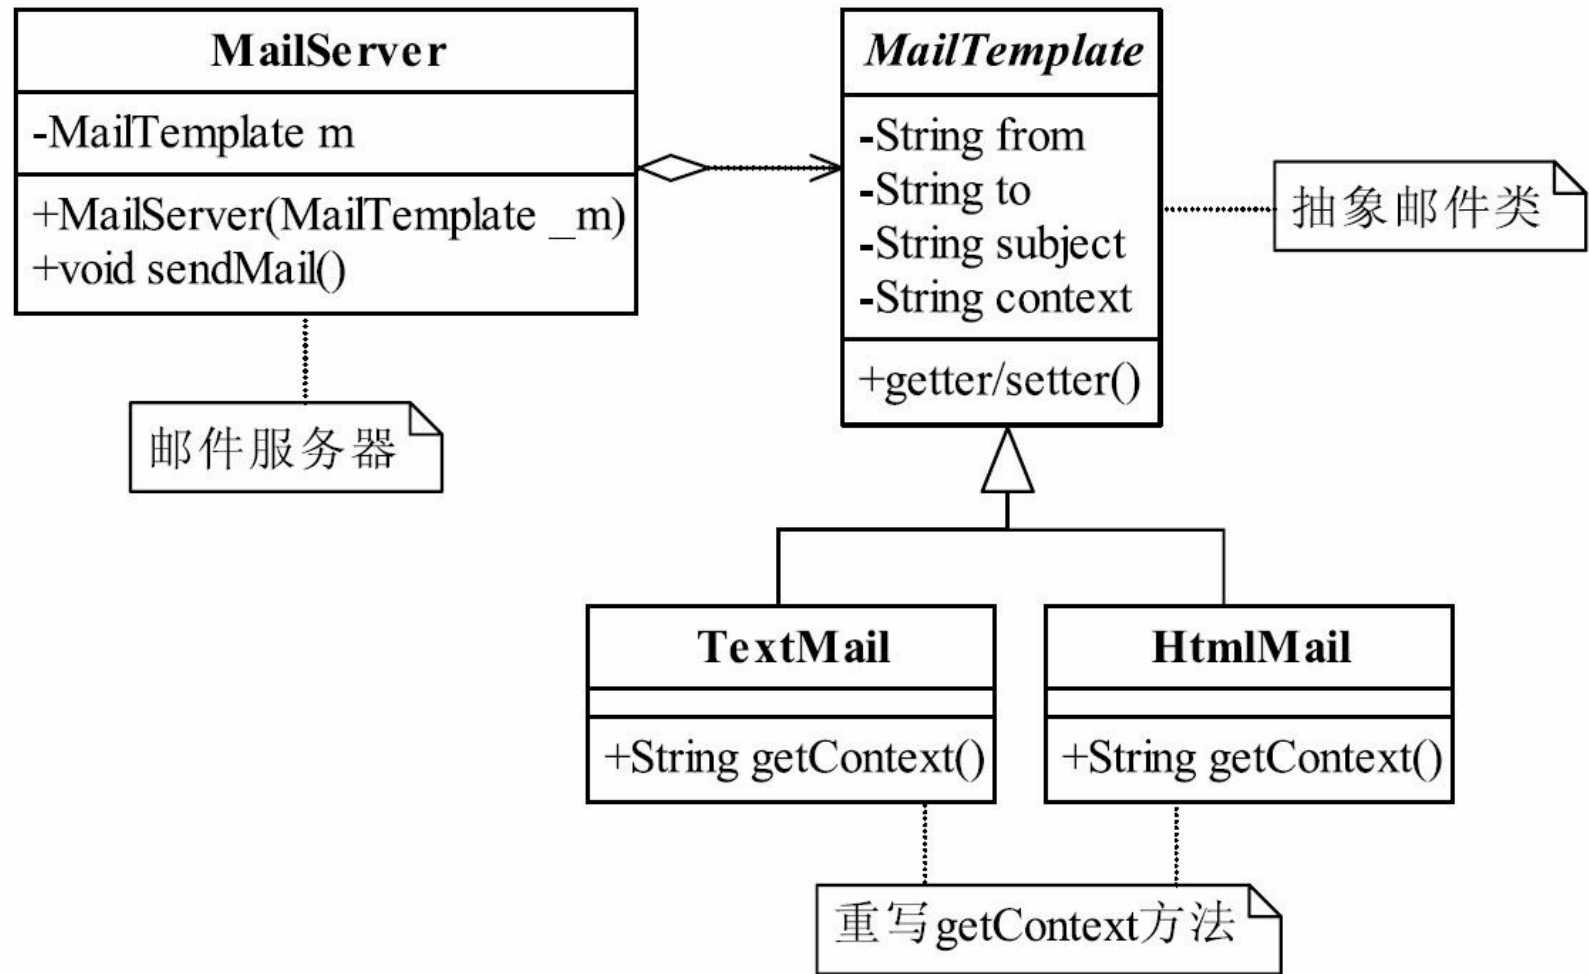 MailServer
-MailTemplate m
+MailServer(MailTemplate _m)
+void sendMail()
邮件服务器
MailTemplate
-String from
-String to
-String subject
-String context
+getter/setter()
抽象邮件类
TextMail
+String getContext()
HtmlMail
+String getContext()
重写getContext方法